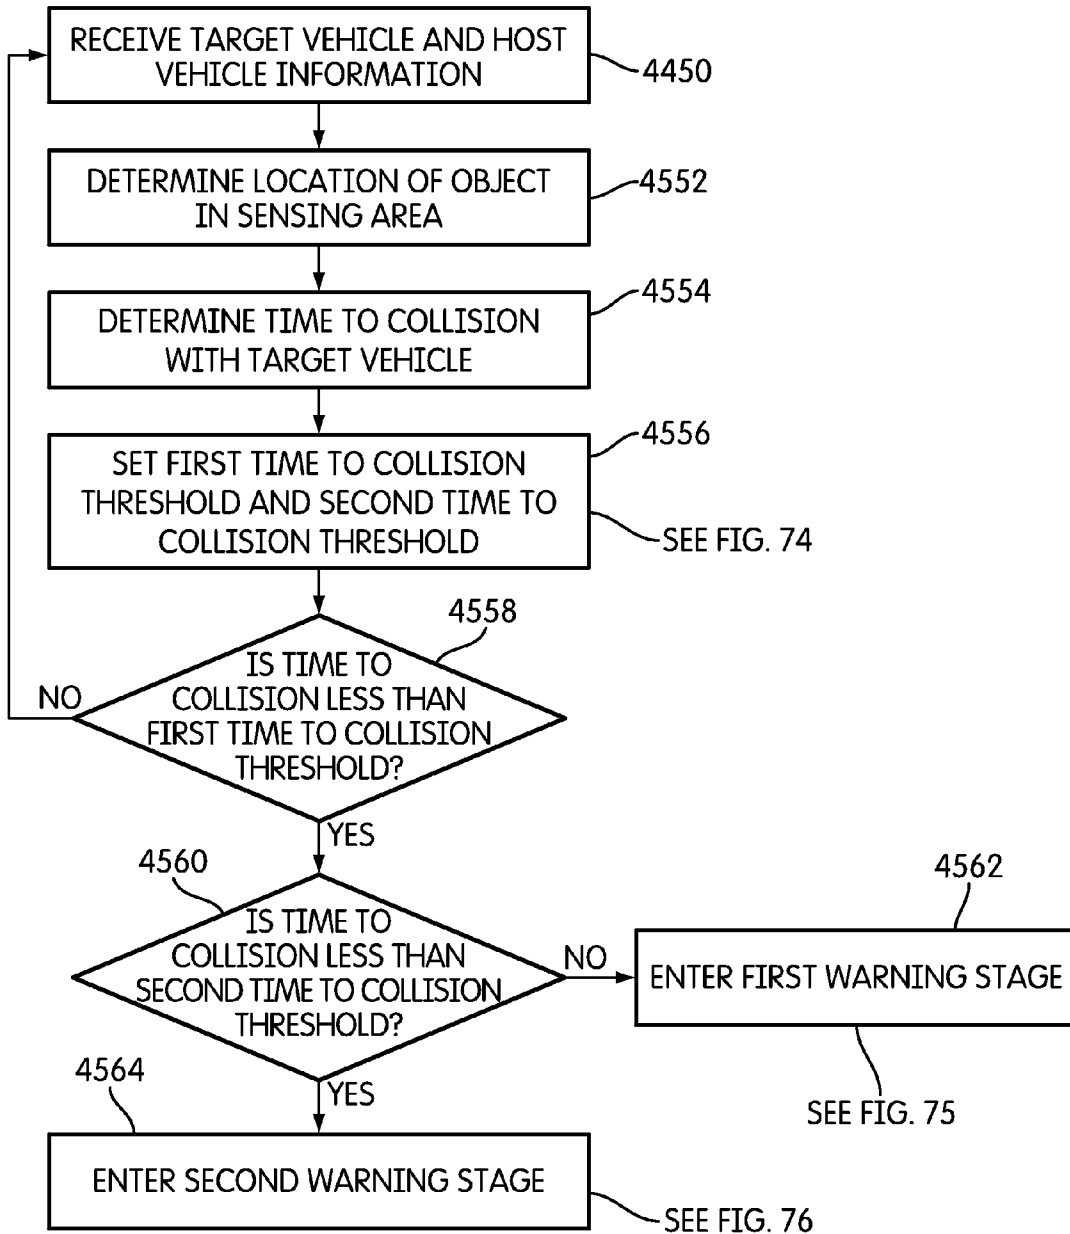 RECEIVE TARGET VEHICLE AND HOST
VEHICLE INFORMATION
4450
DETERMINE LOCATION OF OBJECT
IN SENSING AREA
4552
DETERMINE TIME TO COLLISION
WITH TARGET VEHICLE
4554
SET FIRST TIME TO COLLISION
THRESHOLD AND SECOND TIME TO
COLLISION THRESHOLD
4556
SEE FIG. 74
4558
IS TIME TO
COLLISION LESS THAN
FIRST TIME TO COLLISION
THRESHOLD?
NO
YES
4560
IS TIME TO
COLLISION LESS THAN
SECOND TIME TO COLLISION
THRESHOLD?
NO
4562
ENTER FIRST WARNING STAGE
SEE FIG. 75
YES
4564
ENTER SECOND WARNING STAGE
SEE FIG. 76